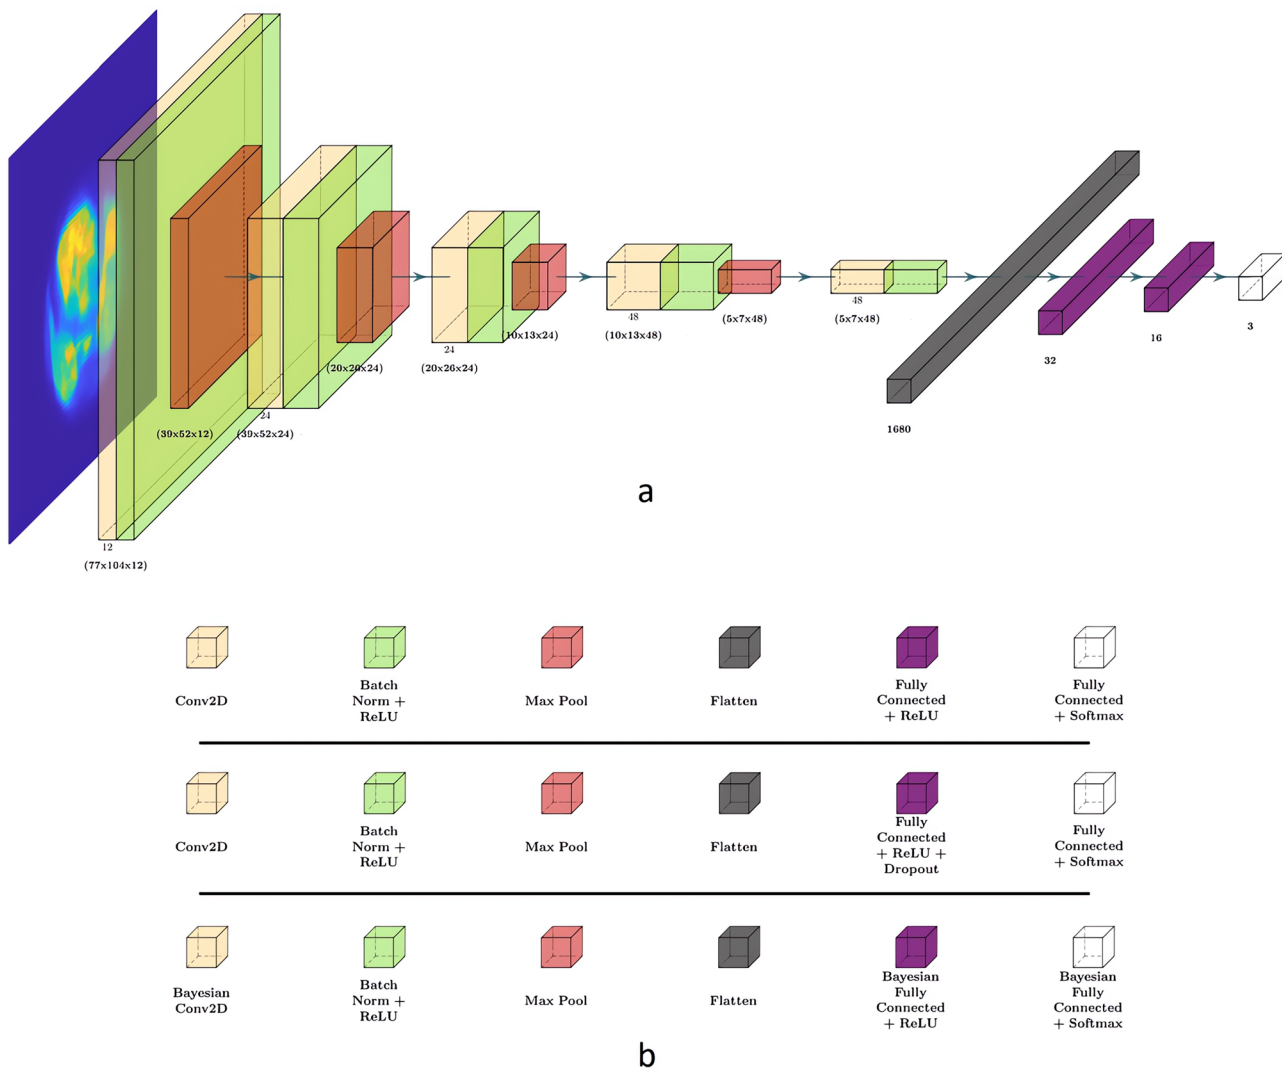 12
(77x104x12)
(39x52x12)
24
(39x52x24)
(20x26x24)
24
(20x26x24)
(10x13x24)
48
(10x13x48)
(5x7x48)
48
(5x7x48)
1680
32
16
3
a
Conv2D
Batch
Norm +
ReLU
Max Pool
Flatten
Fully
Connected
+ ReLU
Fully
Connected
+ Softmax
Conv2D
Batch
Norm +
ReLU
Max Pool
Flatten
Fully
Connected
+ ReLU +
Dropout
Fully
Connected
+ Softmax
Bayesian
Conv2D
Batch
Norm +
ReLU
Max Pool
Flatten
Bayesian
Fully
Connected
+ ReLU
Bayesian
Fully
Connected
+ Softmax
b